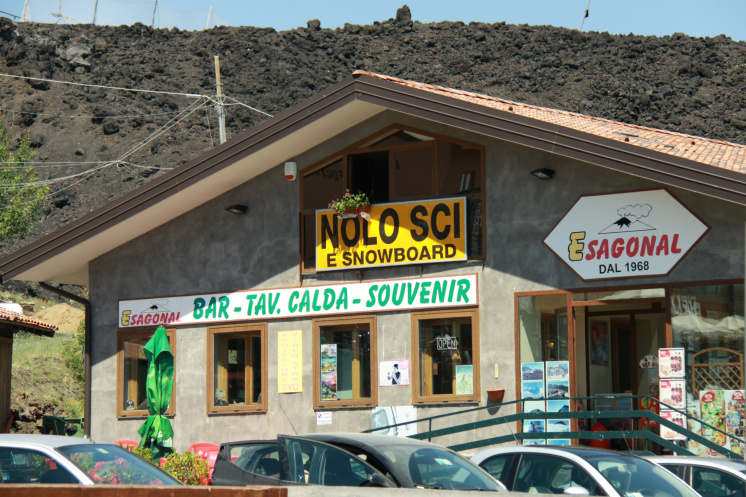 NOLO SCI
E SNOWBOARD
ESAGONAL
DAL 1968
ESAGONAL
BAR - TAV. CALDA - SOUVENIR
OPEN